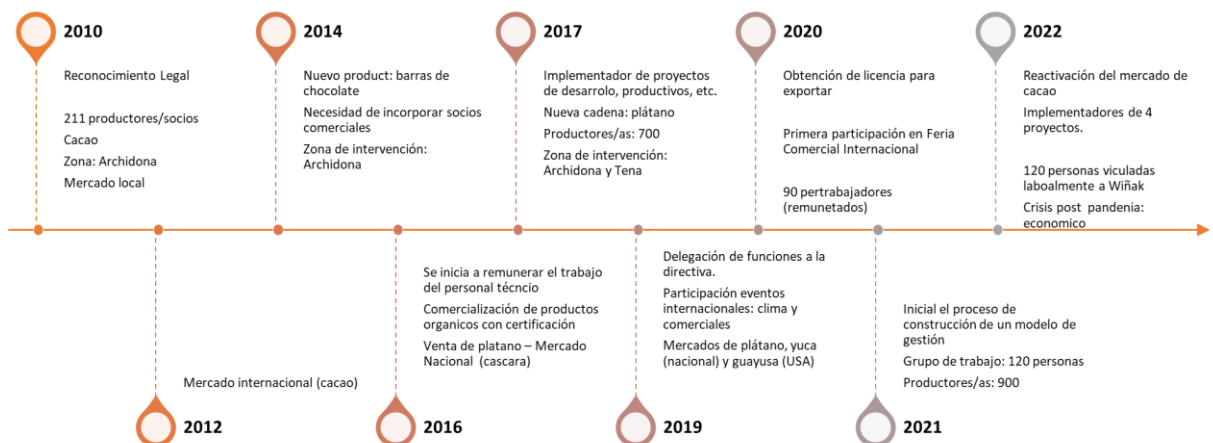 2010
Reconocimiento Legal
211 productores/socios
Cacao
Zona: Archidona
Mercado local
2014
Nuevo product: barras de
chocolate
Necesidad de incorporar socios
comerciales
Zona de intervención:
Archidona
2017
Implementador de proyectos
de desarrolo, productivos, etc.
Nueva cadena: plátano
Productores/as: 700
Zona de intervención:
Archidona y Tena
2020
Obtención de licencia para
exportar
Primera participación en Feria
Comercial Internacional
90 pertrabajadores
(remunetados)
2022
Reactivación del mercado de
cacao
Implementadores de 4
proyectos.
120 personas viculadas
laboalmente a Wiñak
Crisis post pandenia:
economico
Mercado internacional (cacao)
2012
Se inicia a remunerar el trabajo
del personal técncio
Comercialización de productos
organicos con certificación
Venta de platano – Mercado
Nacional (cascara)
2016
Delegación de funciones a la
directiva.
Participación eventos
internacionales: clima y
comerciales
Mercados de plátano, yuca
(nacional) y guayusa (USA)
2019
Inicial el proceso de
construcción de un modelo de
gestión
Grupo de trabajo: 120 personas
Productores/as: 900
2021